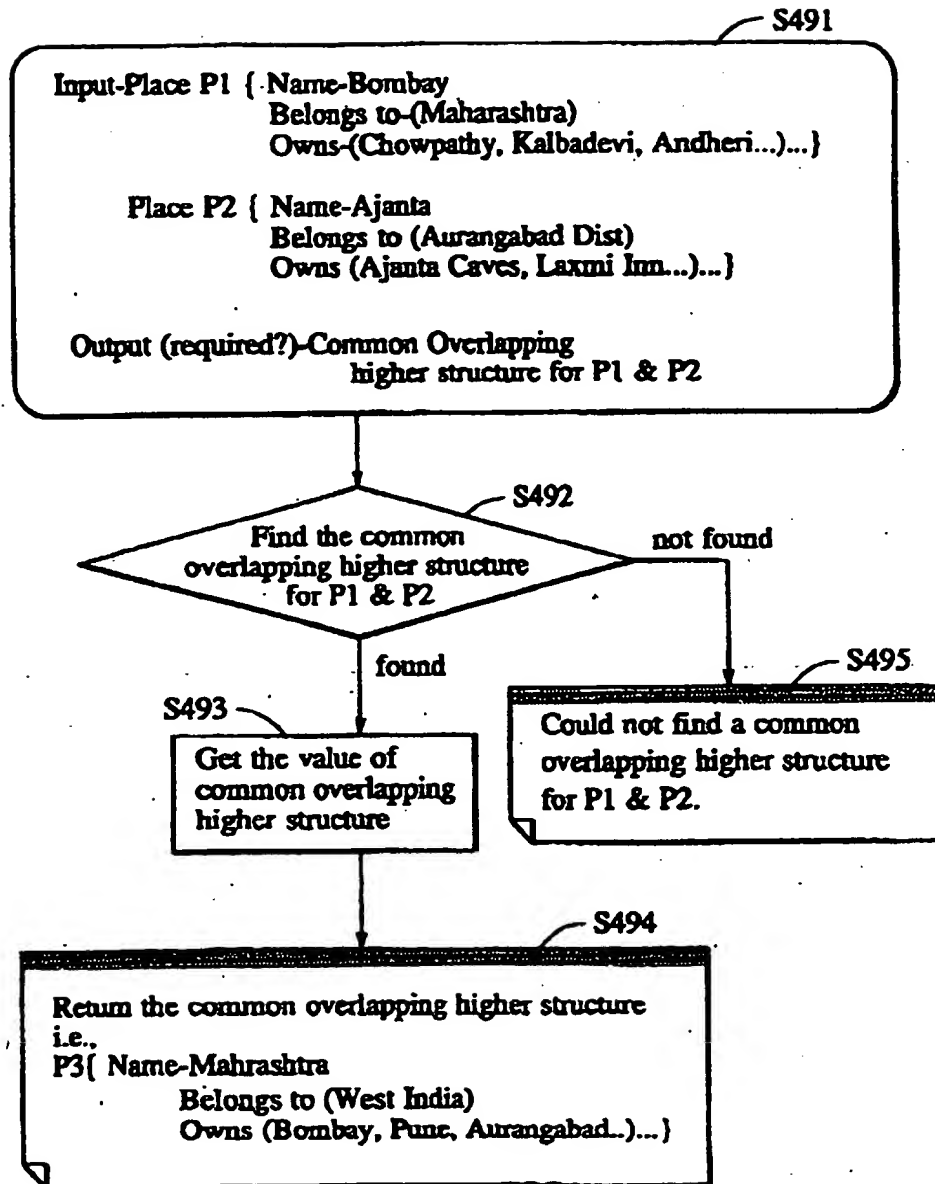 S491
Input-Place P1 { Name-Bombay
Belongs to-(Maharashtra)
Owns-(Chowpathy, Kalbadevi, Andheri...)...}
Place P2 { Name-Ajanta
Belongs to (Aurangabad Dist)
Owns (Ajanta Caves, Laxmi Inn...)...}
Output (required?)-Common Overlapping
higher structure for P1 & P2
S492
Find the common
overlapping higher structure
for P1 & P2
not found
found
S495
Could not find a common
overlapping higher structure
for P1 & P2.
S493
Get the value of
common overlapping
higher structure
S494
Return the common overlapping higher structure
i.e.,
P3{ Name-Mahrashtra
Belongs to (West India)
Owns (Bombay, Pune, Aurangabad..)...}